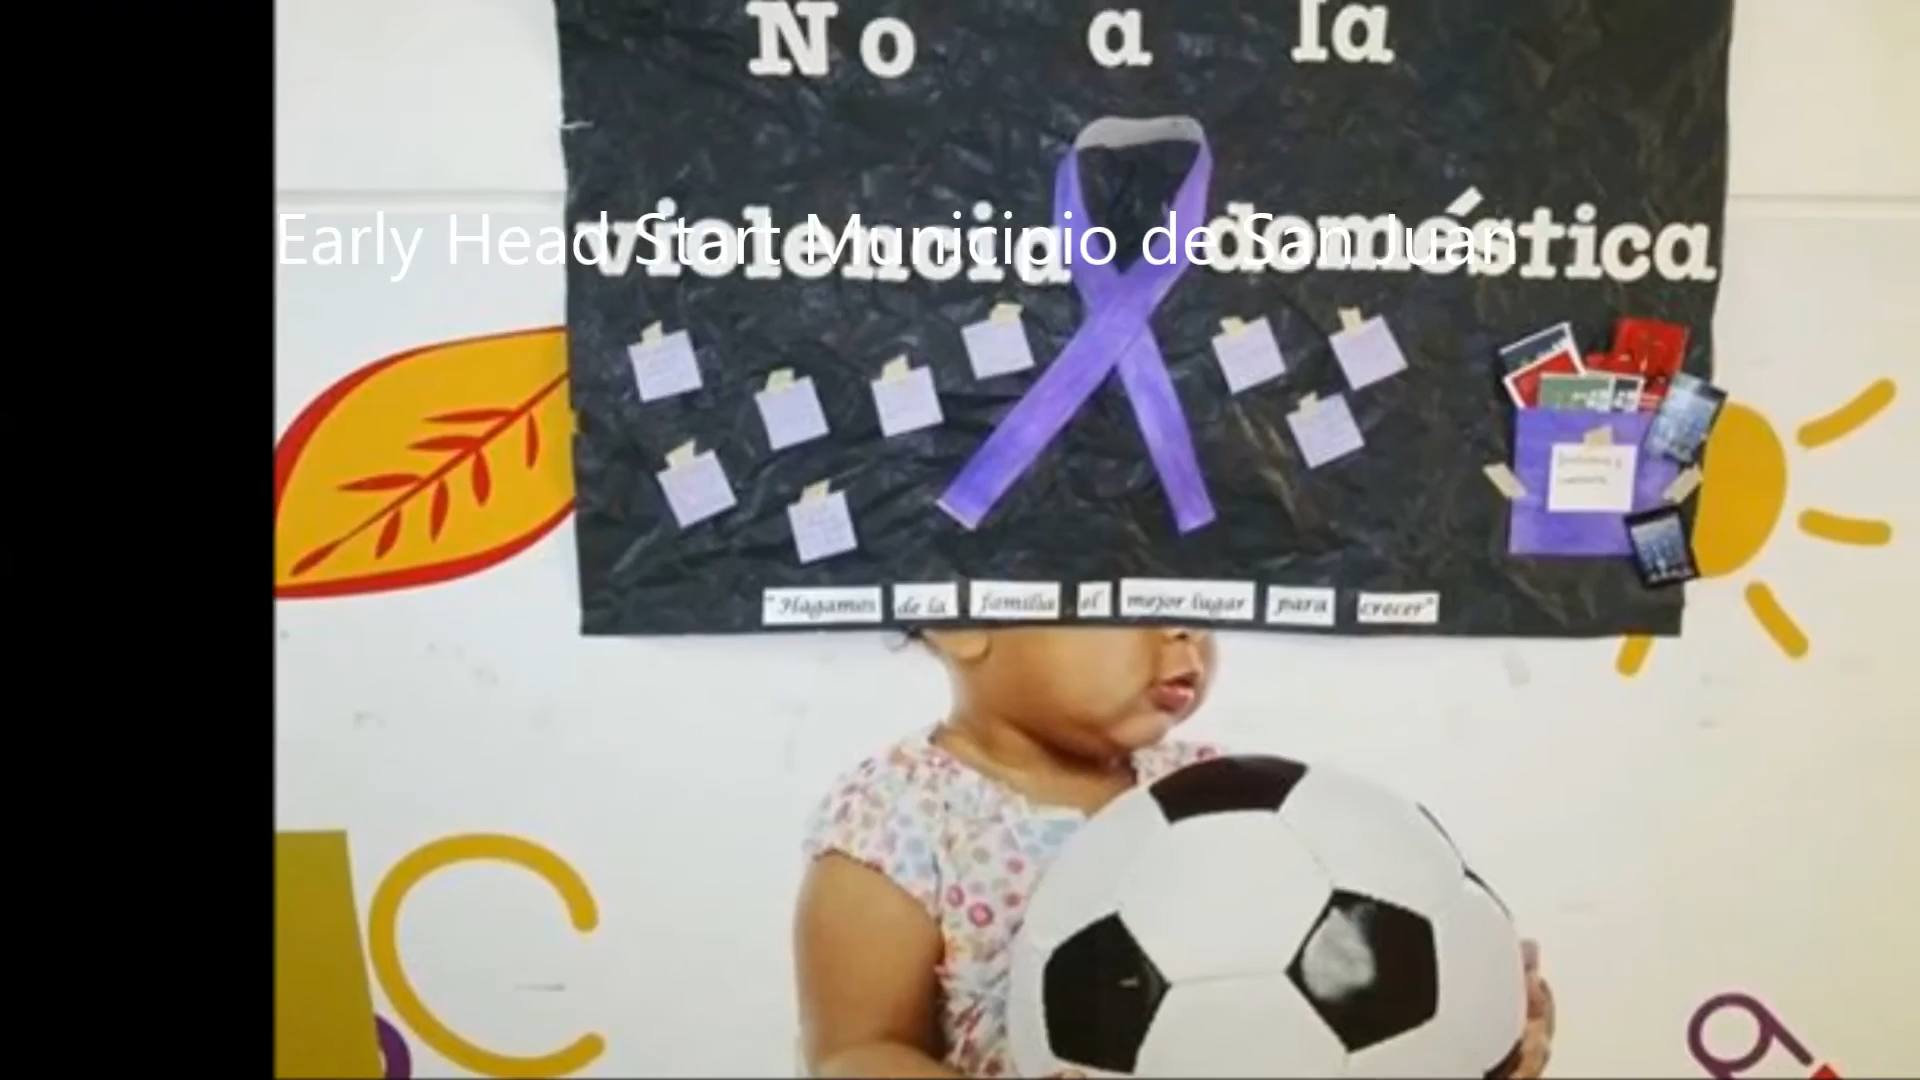 No a la
Early Head Start Municipio de San Juan
violencia doméstica
"Hagamos de la familia el mejor lugar para crecer"
C